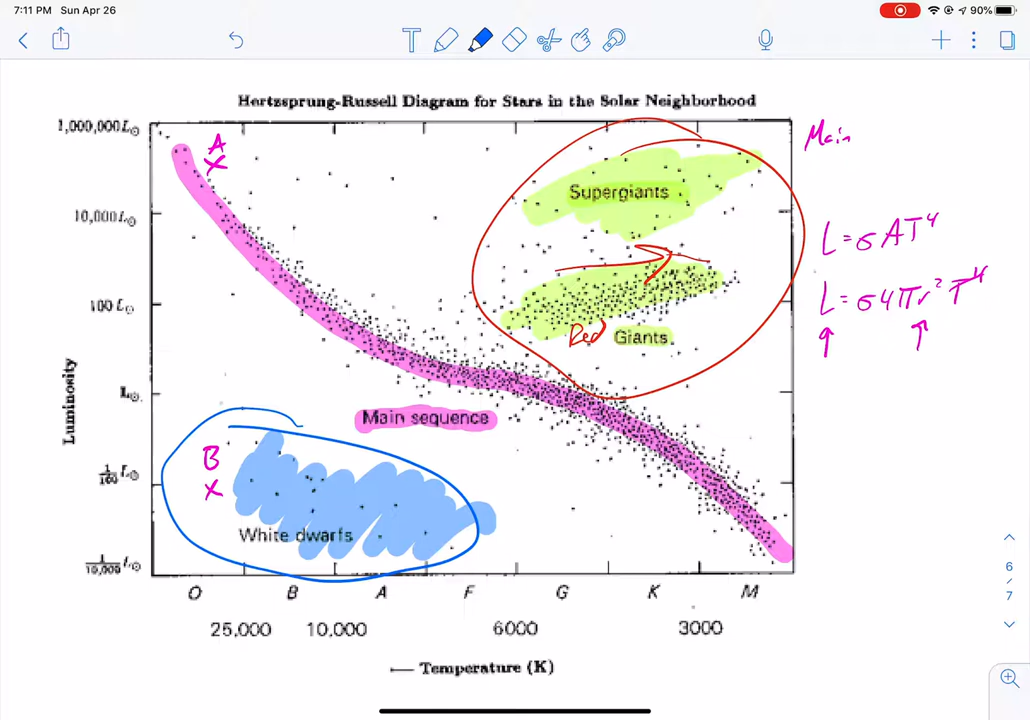 7:11 PM Sun Apr 26
90%
Hertzsprung-Russell Diagram for Stars in the Solar Neighborhood
1,000,000L⊙
A
Main
Supergiants
10,000L⊙
L=σAT⁴
100 L⊙
L=σ4πr²T⁴
Red Giants
L⊙
Luminosity
Main sequence
B
1/100 L⊙
White dwarfs
1/10,000 L⊙
O B A F G K M
25,000 10,000 6000 3000
← Temperature (K)
6
/
7